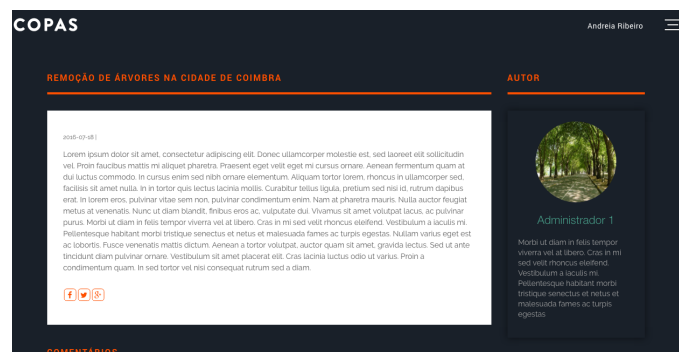 COPAS
Andreia Ribeiro
REMOÇÃO DE ÁRVORES NA CIDADE DE COIMBRA
2016-07-18 |
Lorem ipsum dolor sit amet, consectetur adipiscing elit. Donec ullamcorper molestie est, sed laoreet elit sollicitudin
vel. Proin faucibus mattis mi aliquet pharetra. Praesent eget velit eget mi cursus ornare. Aenean fermentum quam at
dui luctus commodo. In cursus enim sed nibh ornare elementum. Aliquam tortor lorem, rhoncus in ullamcorper sed,
facilisis sit amet nulla. In in tortor quis lectus lacinia mollis. Curabitur tellus ligula, pretium sed nisi id, rutrum dapibus
erat. In lorem eros, pulvinar vitae sem non, pulvinar condimentum enim. Nam at pharetra mauris. Nulla auctor feugiat
metus at venenatis. Nunc ut diam blandit, finibus eros ac, vulputate dui. Vivamus sit amet volutpat lacus, ac pulvinar
purus. Morbi ut diam in felis tempor viverra vel at libero. Cras in mi sed velit rhoncus eleifend. Vestibulum a iaculis mi.
Pellentesque habitant morbi tristique senectus et netus et malesuada fames ac turpis egestas. Nullam varius eget est
ac lobortis. Fusce venenatis mattis dictum. Aenean a tortor volutpat, auctor quam sit amet, gravida lectus. Sed ut ante
tincidunt diam pulvinar ornare. Vestibulum sit amet placerat elit. Cras lacinia luctus odio ut varius. Proin a
condimentum quam. In sed tortor vel nisi consequat rutrum sed a diam.
AUTOR
Administrador 1
Morbi ut diam in felis tempor
viverra vel at libero. Cras in mi
sed velit rhoncus eleifend.
Vestibulum a iaculis mi.
Pellentesque habitant morbi
tristique senectus et netus et
malesuada fames ac turpis
egestas
COMENTÁRIOS